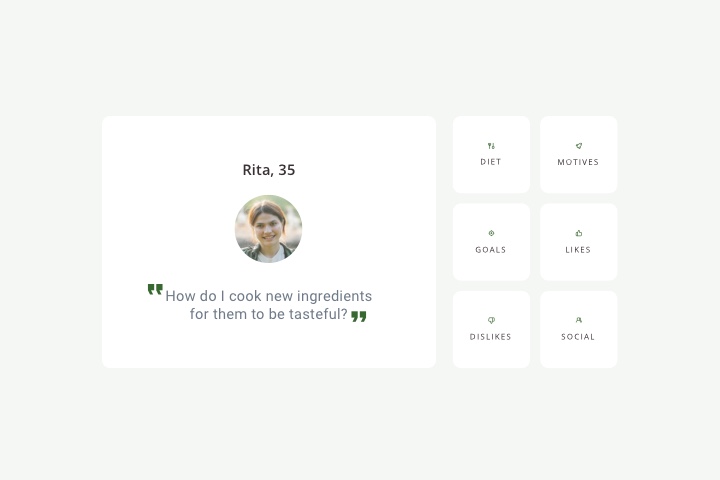 Rita, 35
"How do I cook new ingredients
for them to be tasteful?"
DIET
MOTIVES
GOALS
LIKES
DISLIKES
SOCIAL